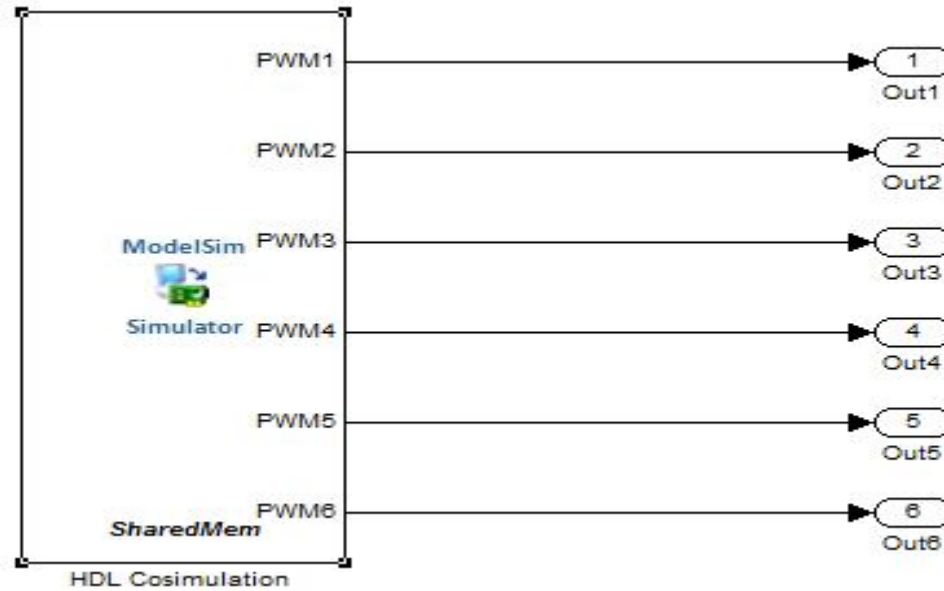 PWM1
1
Out1
PWM2
2
Out2
ModelSim
PWM3
3
Out3
Simulator
PWM4
4
Out4
PWM5
5
Out5
SharedMem
PWM6
6
Out6
HDL Cosimulation